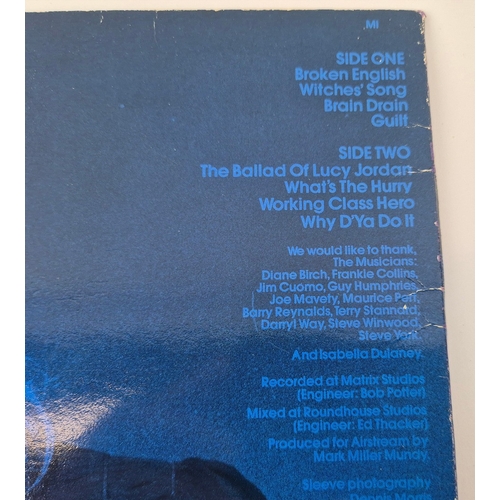 MI
SIDE ONE
Broken English
Witches' Song
Brain Drain
Guilt
SIDE TWO
The Ballad Of Lucy Jordan
What's The Hurry
Working Class Hero
Why D'Ya Do It
We would like to thank,
The Musicians:
Diane Birch, Frankie Collins,
Jim Cuomo, Guy Humphries,
Joe Mavety, Maurice Pert,
Barry Reynalds, Terry Stannard,
Darryl Way, Steve Winwood,
Steve York.
And Isabella Dulaney.
Recorded at Matrix Studios
(Engineer: Bob Potter)
Mixed at Roundhouse Studios
(Engineer: Ed Thacker)
Produced for Airstream by
Mark Miller Mundy.
Sleeve photography